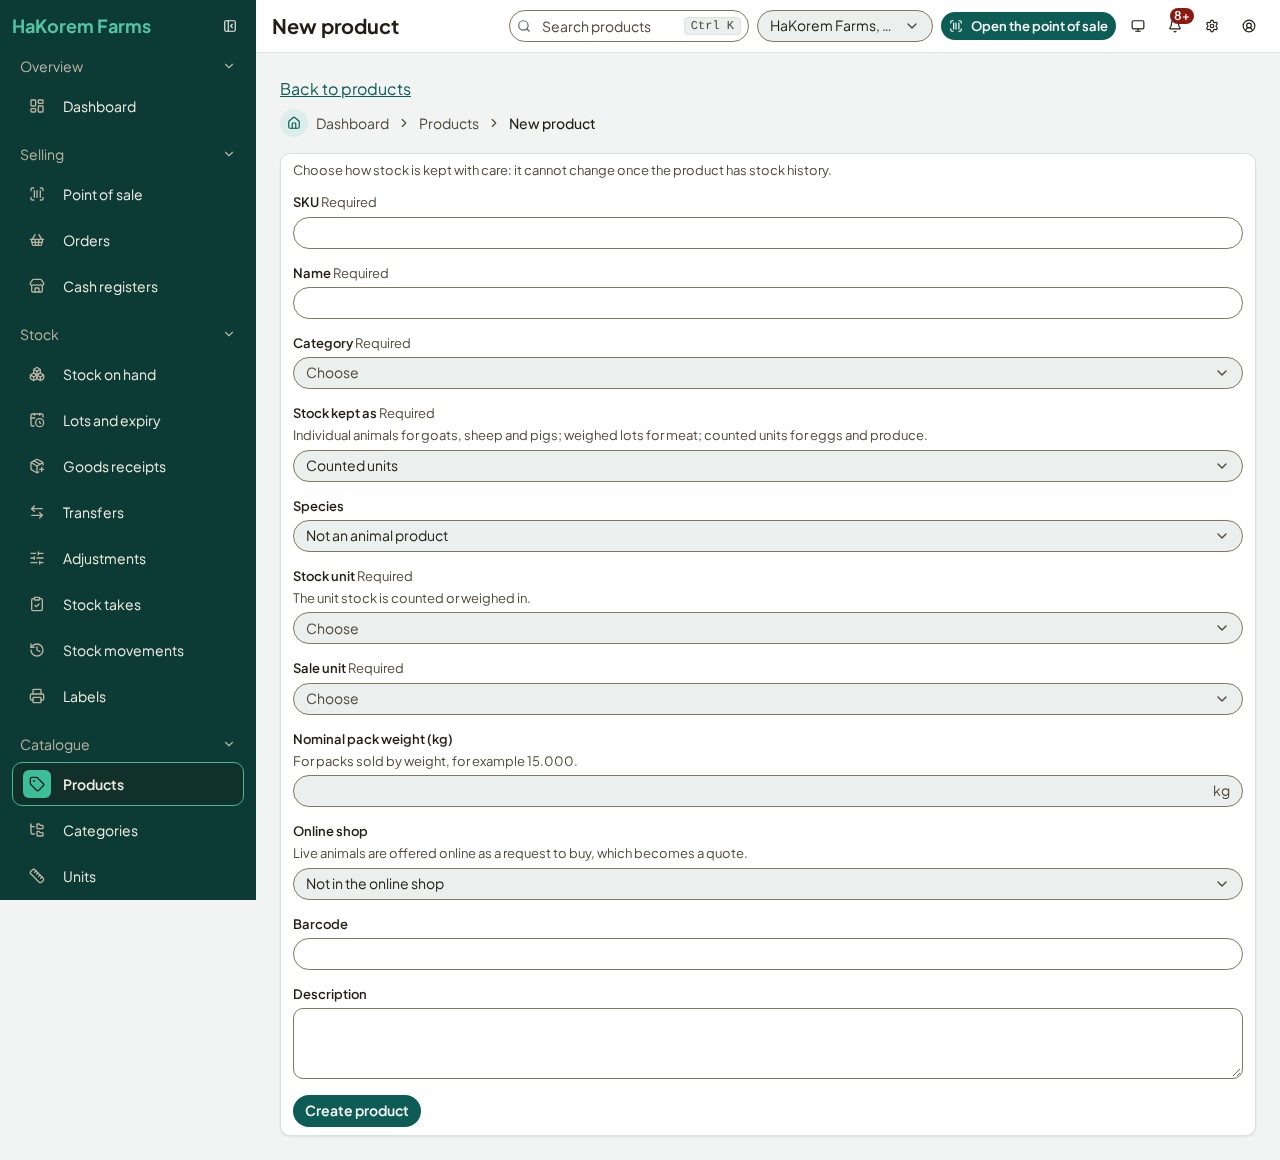 HaKorem Farms
New product
Search products
Ctrl K
HaKorem Farms, ...
Open the point of sale
8+
Overview
Dashboard
Selling
Point of sale
Orders
Cash registers
Stock
Stock on hand
Lots and expiry
Goods receipts
Transfers
Adjustments
Stock takes
Stock movements
Labels
Catalogue
Products
Categories
Units
Back to products
Dashboard > Products > New product
Choose how stock is kept with care: it cannot change once the product has stock history.
SKU Required
Name Required
Category Required
Choose
Stock kept as Required
Individual animals for goats, sheep and pigs; weighed lots for meat; counted units for eggs and produce.
Counted units
Species
Not an animal product
Stock unit Required
The unit stock is counted or weighed in.
Choose
Sale unit Required
Choose
Nominal pack weight (kg)
For packs sold by weight, for example 15.000.
kg
Online shop
Live animals are offered online as a request to buy, which becomes a quote.
Not in the online shop
Barcode
Description
Create product